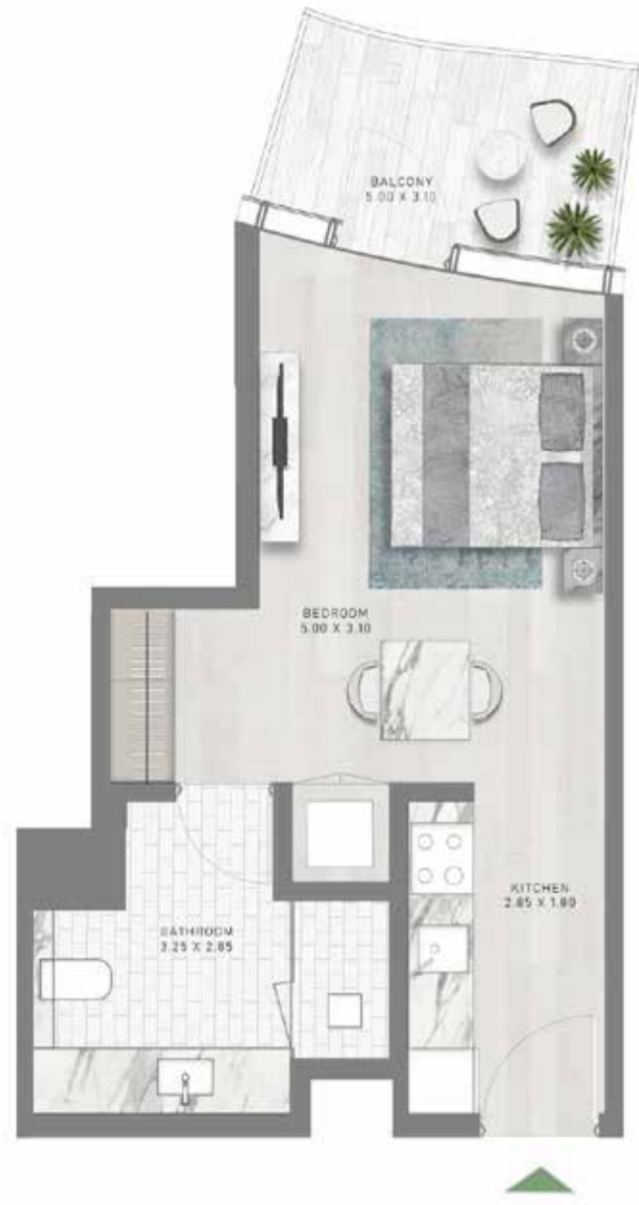 BALCONY
5.00 X 3.10
BEDROOM
5.00 X 3.10
KITCHEN
2.85 X 1.80
BATHROOM
3.25 X 2.85